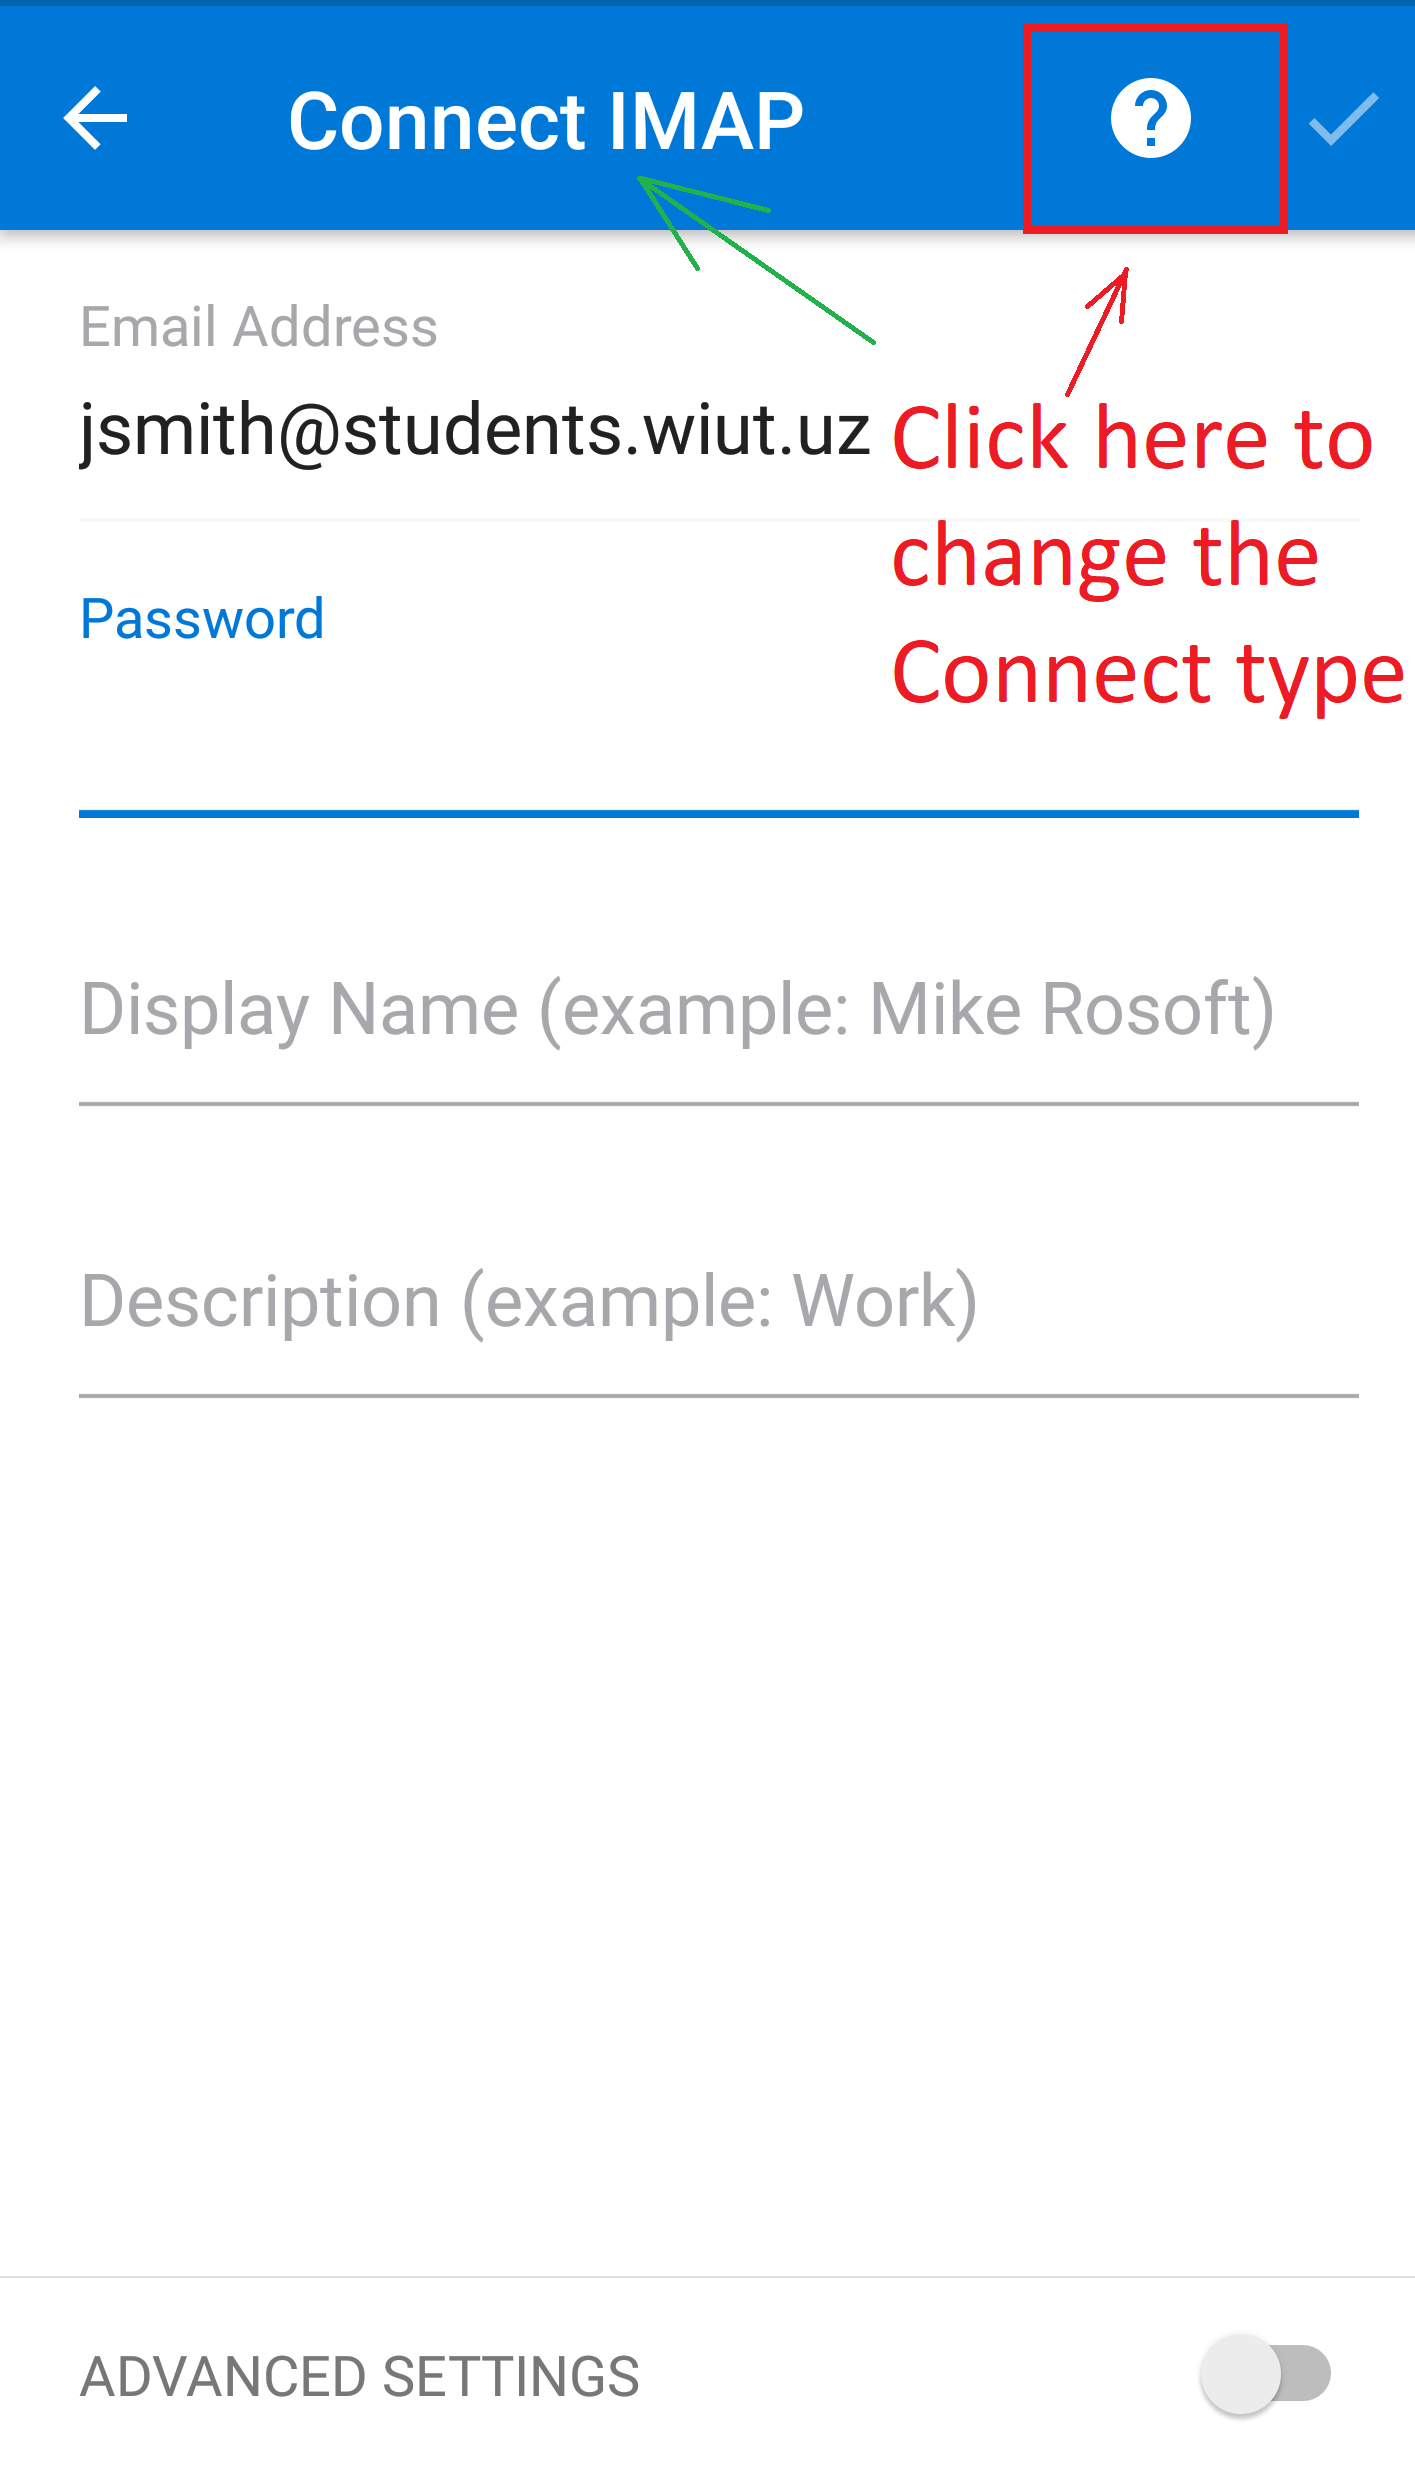 Connect IMAP
Email Address
jsmith@students.wiut.uz
Click here to
change the
Connect type
Password
Display Name (example: Mike Rosoft)
Description (example: Work)
ADVANCED SETTINGS